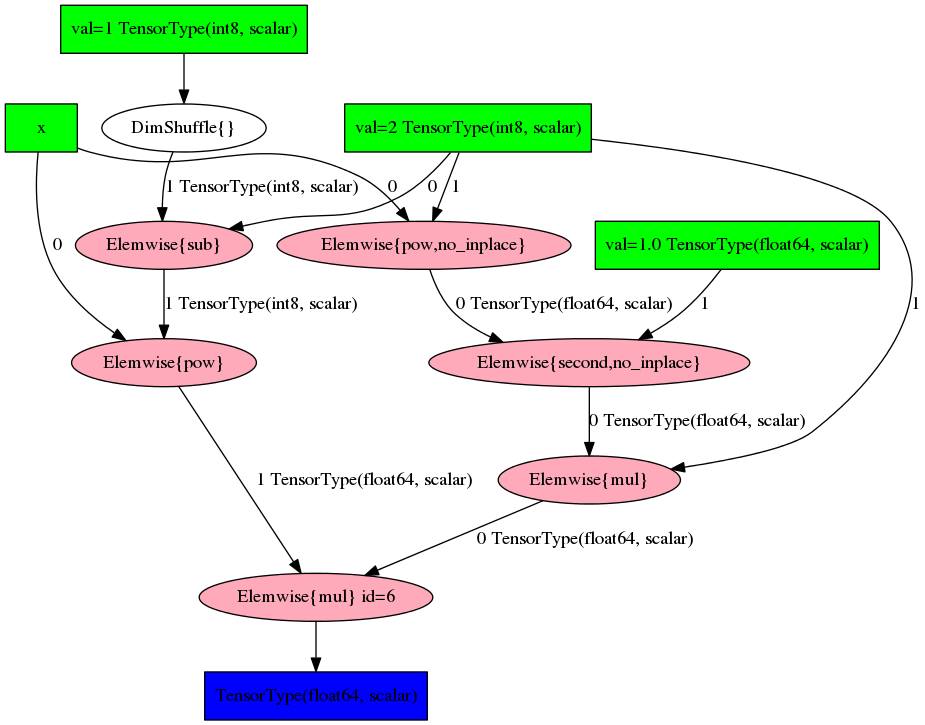 val=1 TensorType(int8, scalar)
x
DimShuffle{}
val=2 TensorType(int8, scalar)
1 TensorType(int8, scalar)
0
0
1
Elemwise{sub}
Elemwise{pow,no_inplace}
val=1.0 TensorType(float64, scalar)
0
1 TensorType(int8, scalar)
0 TensorType(float64, scalar)
1
1
Elemwise{pow}
Elemwise{second,no_inplace}
0 TensorType(float64, scalar)
1 TensorType(float64, scalar)
Elemwise{mul}
0 TensorType(float64, scalar)
Elemwise{mul} id=6
TensorType(float64, scalar)